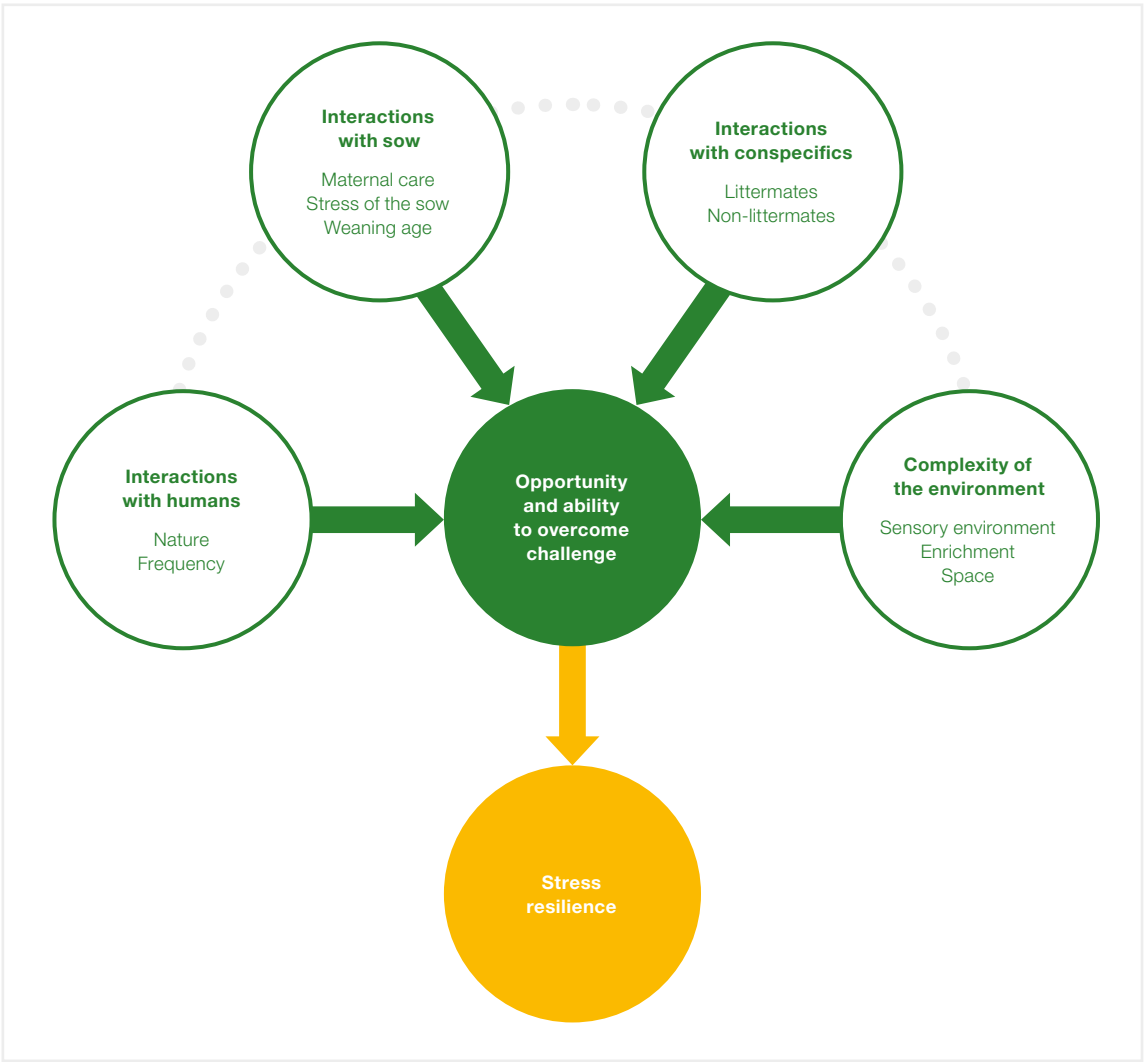 Interactions
with sow
Maternal care
Stress of the sow
Weaning age
Interactions
with conspecifics
Littermates
Non-littermates
Interactions
with humans
Nature
Frequency
Opportunity
and ability
to overcome
challenge
Complexity of
the environment
Sensory environment
Enrichment
Space
Stress
resilience